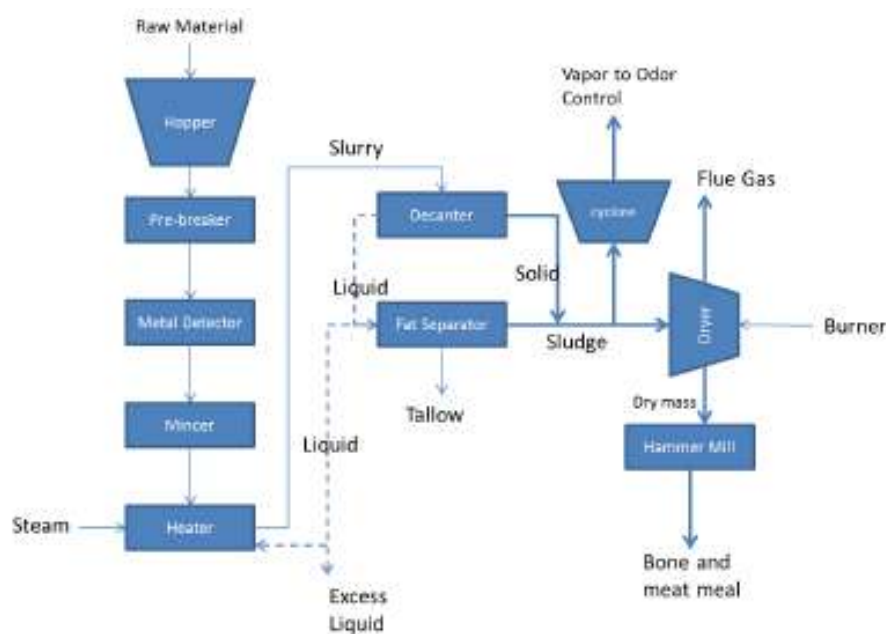 Raw Material
Hopper
Pre-breaker
Metal Detector
Mincer
Steam
Heater
Slurry
Decanter
Liquid
Solid
Fat Separator
Sludge
Tallow
Liquid
Excess
Liquid
Vapor to Odor
Control
cyclone
Flue Gas
Dryer
Burner
Dry mass
Hammer Mill
Bone and
meat meal